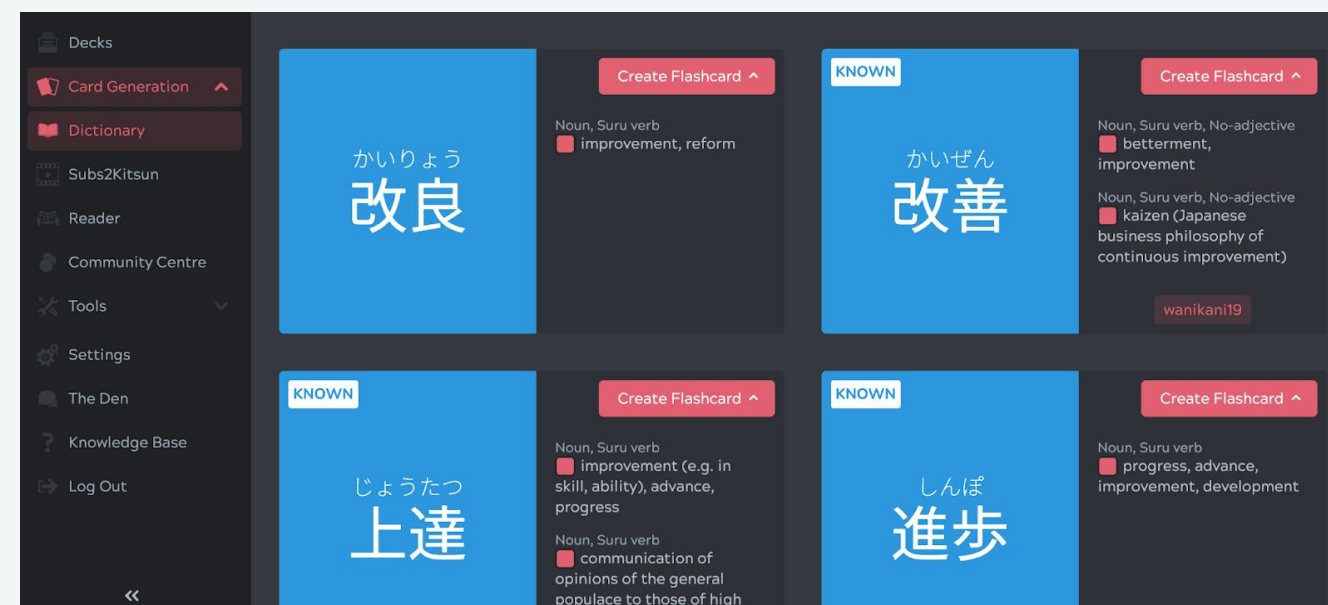 Decks
Card Generation
Dictionary
Subs2Kitsun
Reader
Community Centre
Tools
Settings
The Den
Knowledge Base
Log Out
かいりょう
改良
Create Flashcard
Noun, Suru verb
improvement, reform
KNOWN
かいぜん
改善
Create Flashcard
Noun, Suru verb, No-adjective
betterment,
improvement
Noun, Suru verb, No-adjective
kaizen (Japanese
business philosophy of
continuous improvement)
wanikani19
KNOWN
じょうたつ
上達
Create Flashcard
Noun, Suru verb
improvement (e.g. in
skill, ability), advance,
progress
Noun, Suru verb
communication of
opinions of the general
populace to those of high
KNOWN
しんぽ
進歩
Create Flashcard
Noun, Suru verb
progress, advance,
improvement, development